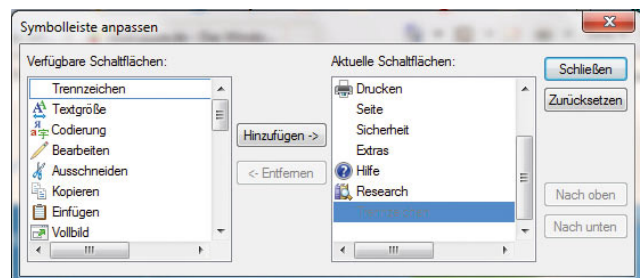 Symbolleiste anpassen
Verfügbare Schaltflächen:
Trennzeichen
Textgröße
Codierung
Bearbeiten
Ausschneiden
Kopieren
Einfügen
Vollbild
Hinzufügen ->
<- Entfernen
Aktuelle Schaltflächen:
Drucken
Seite
Sicherheit
Extras
Hilfe
Research
Schließen
Zurücksetzen
Nach oben
Nach unten